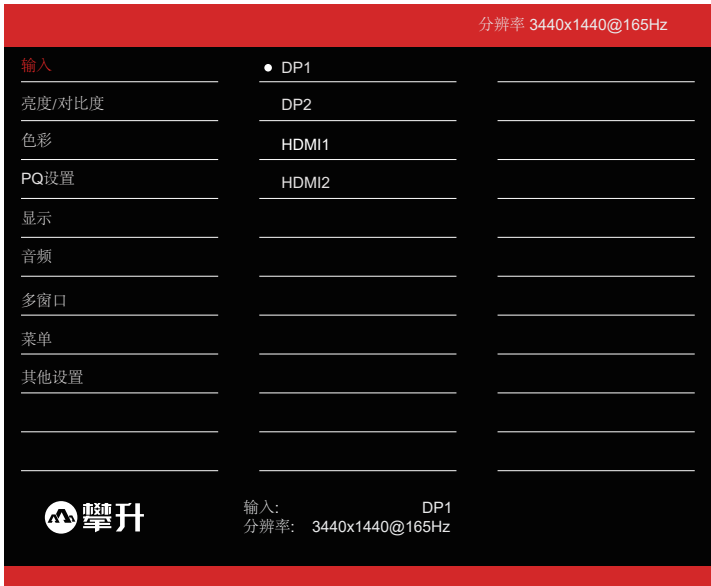 分辨率 3440x1440@165Hz
输入
DP1
亮度/对比度
DP2
色彩
HDMI1
PQ设置
HDMI2
显示
音频
多窗口
菜单
其他设置
攀升
输入: DP1
分辨率: 3440x1440@165Hz